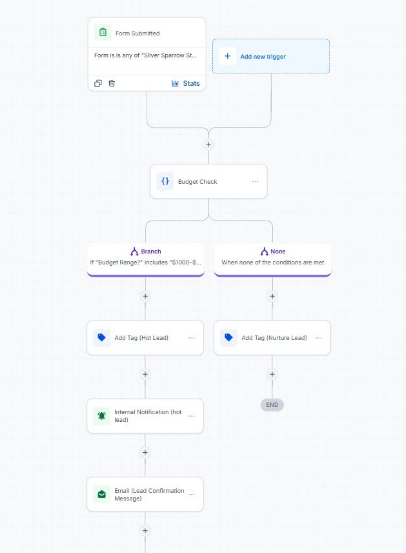 Form Submitted
Form is is any of "Silver Sparrow St...
Stats
Add new trigger
Budget Check
Branch
If "Budget Range?" includes "$1000-$...
None
When none of the conditions are met
Add Tag (Hot Lead)
Add Tag (Nurture Lead)
Internal Notification (hot
lead)
END
Email (Lead Confirmation
Message)